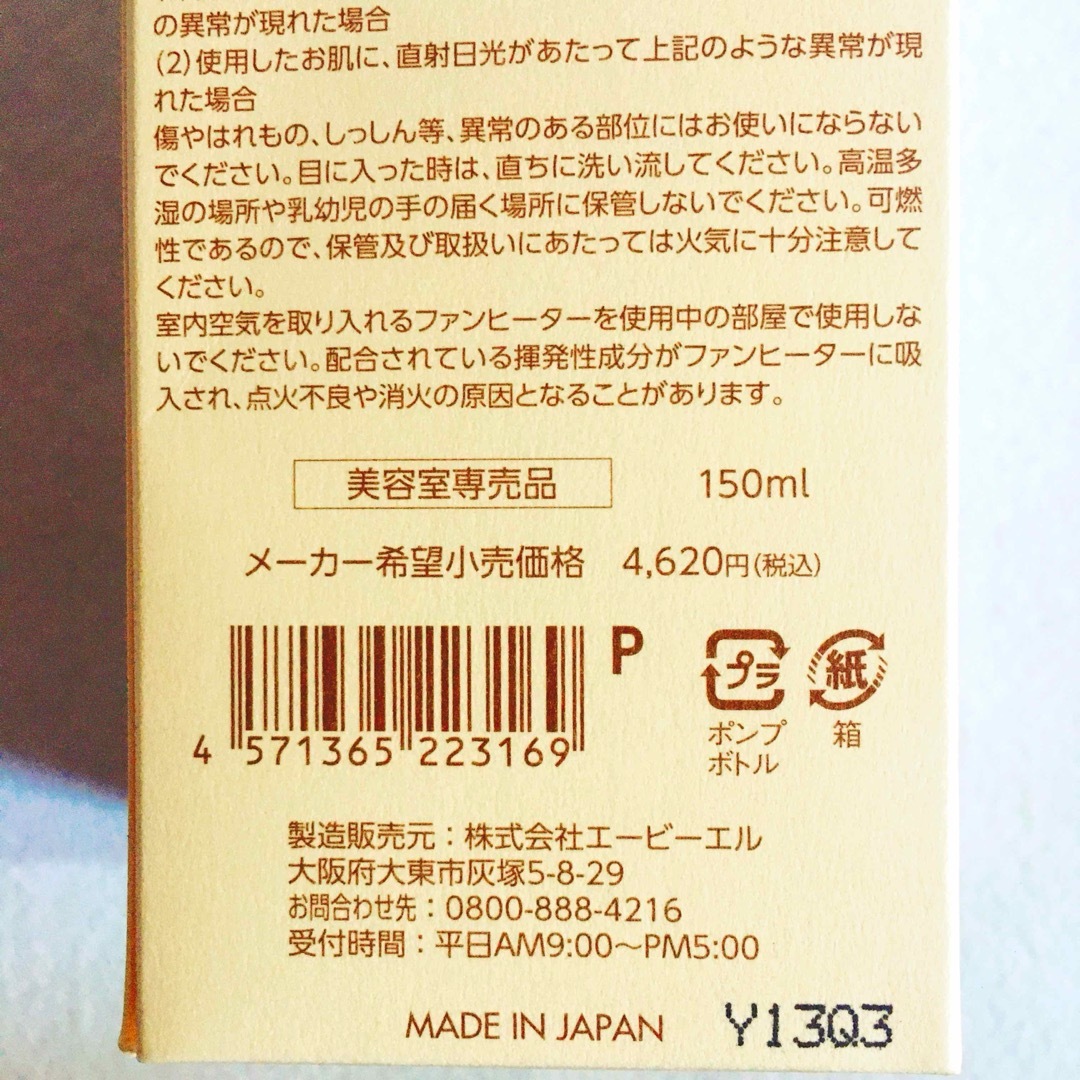 の異常が現れた場合
(2)使用したお肌に、直射日光があたって上記のような異常が現
れた場合
傷やはれもの、しっしん等、異常のある部位にはお使いにならない
でください。目に入った時は、直ちに洗い流してください。高温多
湿の場所や乳幼児の手の届く場所に保管しないでください。可燃
性であるので、保管及び取扱いにあたっては火気に十分注意して
ください。
室内空気を取り入れるファンヒーターを使用中の部屋で使用しな
いでください。配合されている揮発性成分がファンヒーターに吸
入され、点火不良や消火の原因となることがあります。
美容室専売品 150ml
メーカー希望小売価格 4,620円(税込)
P
プラ 紙
4 571365 223169
ポンプ
ボトル
箱
製造販売元：株式会社エービーエル
大阪府大東市灰塚5-8-29
お問合わせ先：0800-888-4216
受付時間：平日AM9:00〜PM5:00
MADE IN JAPAN Y13Q3